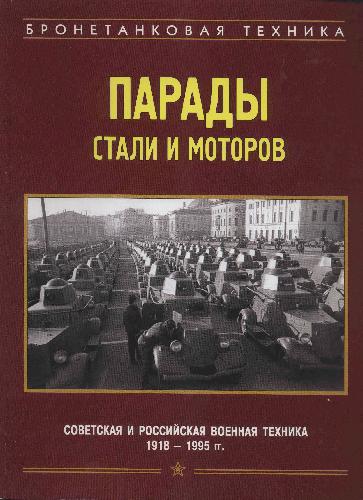 БРОНЕТАНКОВАЯ ТЕХНИКА
ПАРАДЫ
СТАЛИ И МОТОРОВ
СОВЕТСКАЯ И РОССИЙСКАЯ ВОЕННАЯ ТЕХНИКА
1918 – 1995 гг.